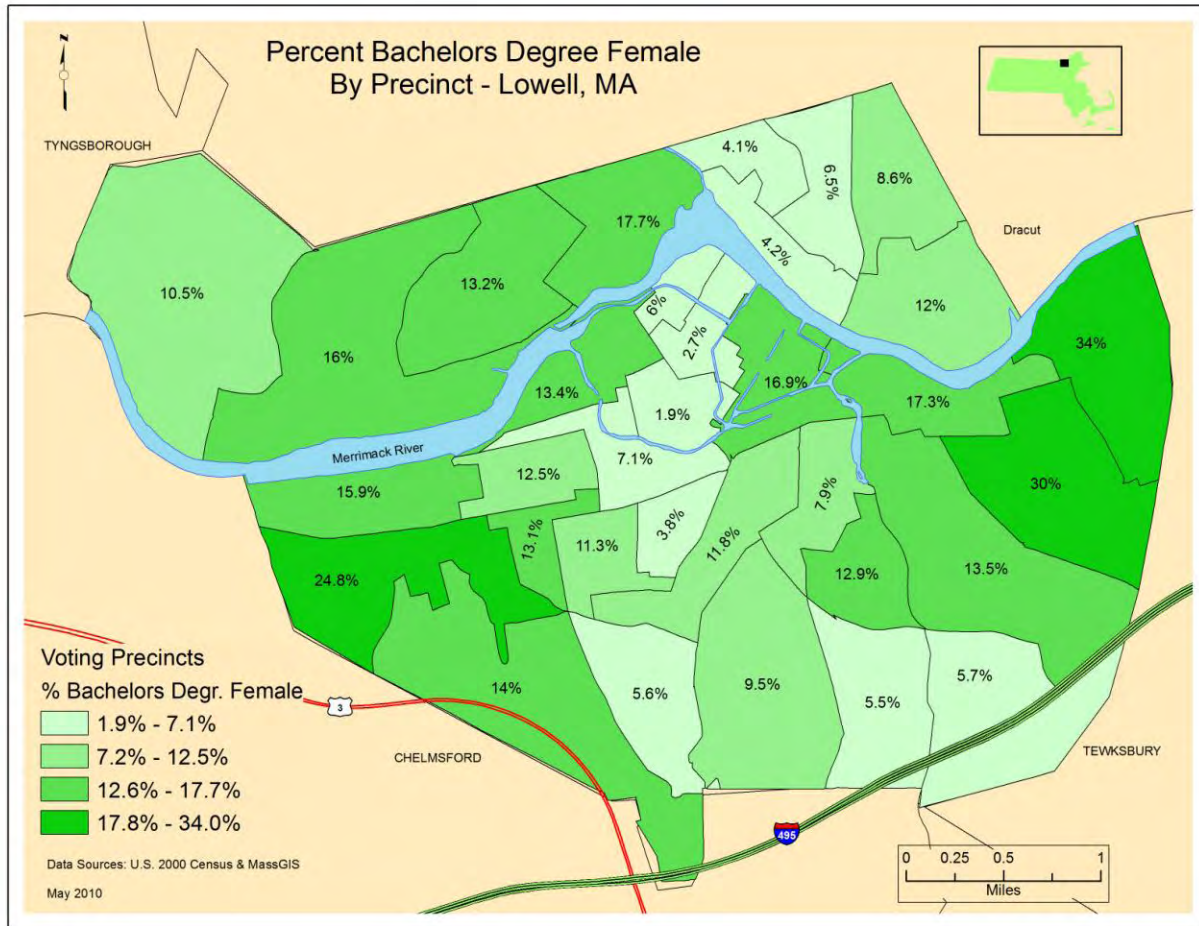 Percent Bachelors Degree Female
By Precinct - Lowell, MA
z
TYNGSBOROUGH
4.1%
6.5%
8.6%
17.7%
Dracut
4.2%
13.2%
10.5%
6%
12%
34%
16%
2.7%
16.9%
13.4%
17.3%
1.9%
Merrimack River
7.1%
12.5%
7.9%
30%
15.9%
3.8%
13.1%
11.3%
11.8%
12.9%
13.5%
24.8%
Voting Precincts
% Bachelors Degr. Female
1.9% - 7.1%
7.2% - 12.5%
12.6% - 17.7%
17.8% - 34.0%
14%
5.6%
9.5%
5.5%
5.7%
3
CHELMSFORD
TEWKSBURY
495
Data Sources: U.S. 2000 Census & MassGIS
May 2010
0 0.25 0.5 1
Miles